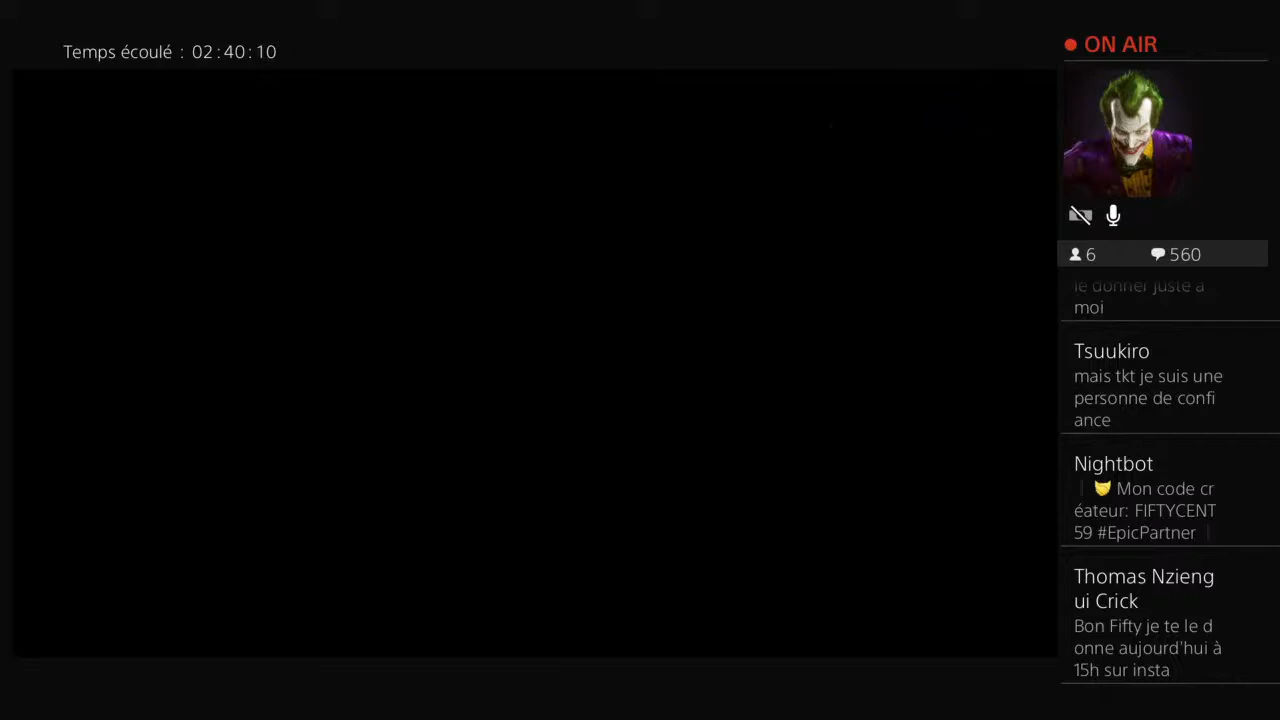 Temps écoulé : 02:40:10
ON AIR
6 560
le donner juste a
moi
Tsuukiro
mais tkt je suis une
personne de confi
ance
Nightbot
| 🤝 Mon code cr
éateur: FIFTYCENT
59 #EpicPartner |
Thomas Nzieng
ui Crick
Bon Fifty je te le d
onne aujourd'hui à
15h sur insta